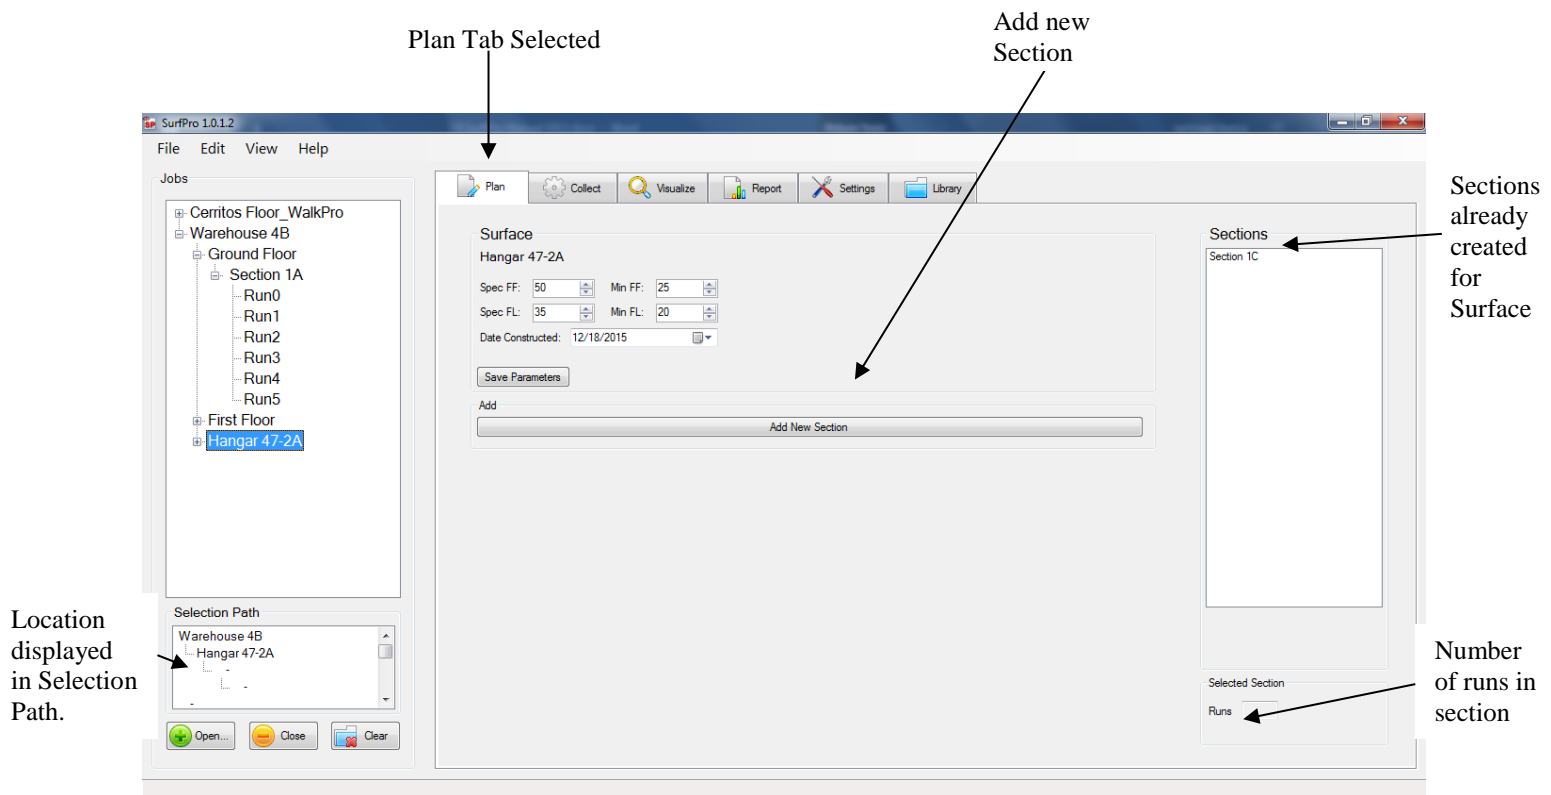 Plan Tab Selected
Add new
Section
SurfPro 1.0.1.2
File Edit View Help
Jobs
Cerritos Floor_WalkPro
Warehouse 4B
Ground Floor
Section 1A
Run0
Run1
Run2
Run3
Run4
Run5
First Floor
Hangar 47-2A
Selection Path
Warehouse 4B
Hangar 47-2A
-
-
-
Open... Close Clear
Plan Collect Visualize Report Settings Library
Surface
Hangar 47-2A
Spec FF: 50 Min FF: 25
Spec FL: 35 Min FL: 20
Date Constructed: 12/18/2015
Save Parameters
Add
Add New Section
Sections
Section 1C
Selected Section
Runs
Sections
already
created
for
Surface
Location
displayed
in Selection
Path.
Number
of runs in
section